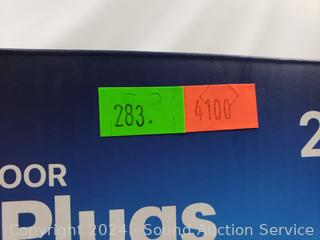 283. 4100
2
OOR
Plugs
Copyright 2024 - Sound Auction Service